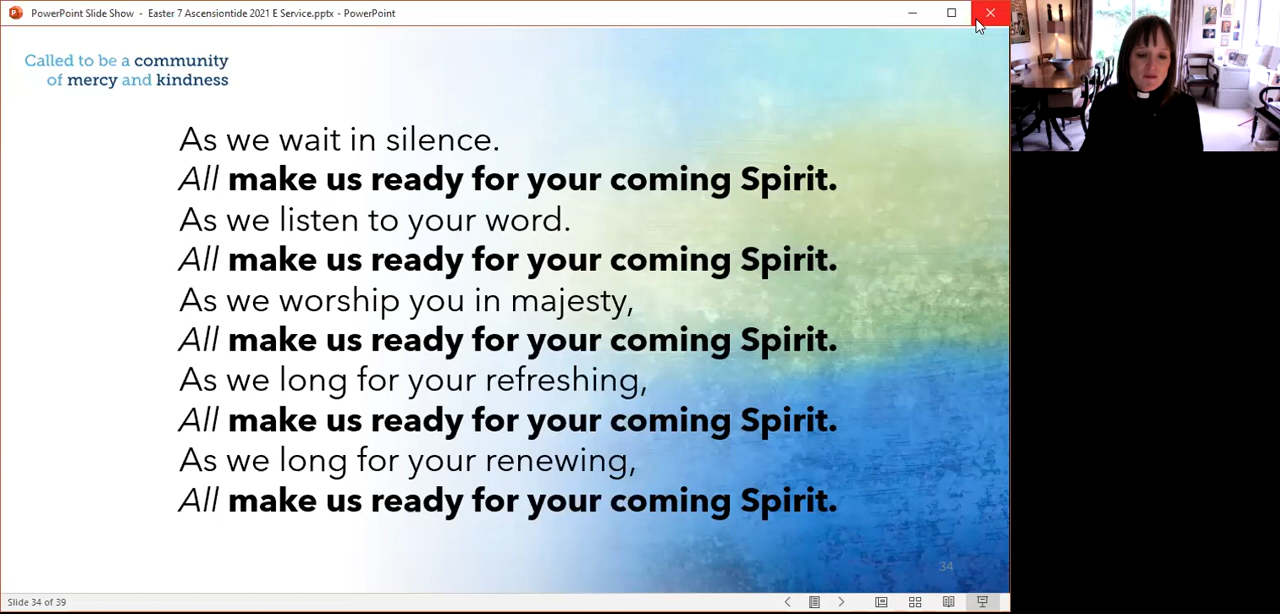 PowerPoint Slide Show - Easter 7 Ascensiontide 2021 E Service.pptx - PowerPoint
Called to be a community
of mercy and kindness
As we wait in silence.
All make us ready for your coming Spirit.
As we listen to your word.
All make us ready for your coming Spirit.
As we worship you in majesty,
All make us ready for your coming Spirit.
As we long for your refreshing,
All make us ready for your coming Spirit.
As we long for your renewing,
All make us ready for your coming Spirit.
34
Slide 34 of 39